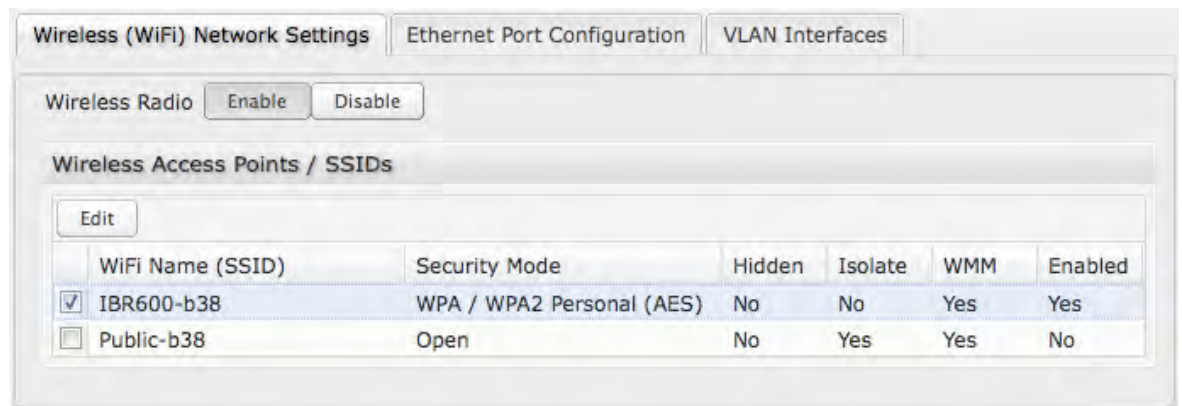 Wireless (WiFi) Network Settings Ethernet Port Configuration VLAN Interfaces
Wireless Radio Enable Disable
Wireless Access Points / SSIDs
Edit
WiFi Name (SSID) Security Mode Hidden Isolate WMM Enabled
IBR600-b38 WPA / WPA2 Personal (AES) No No Yes Yes
Public-b38 Open No Yes Yes No